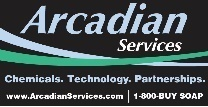 Arcadian
Services
Chemicals. Technology. Partnerships.
www.ArcadianServices.com | 1-800-BUY SOAP